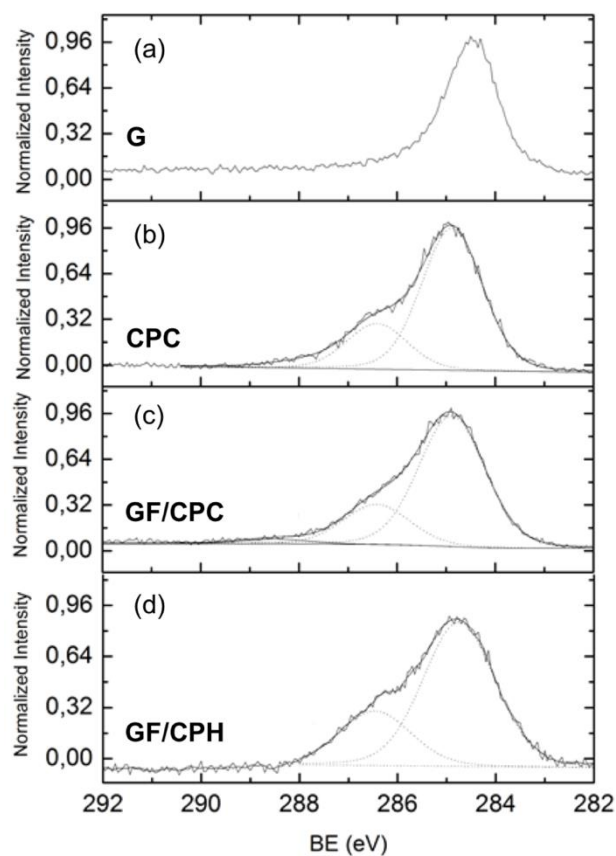 (a)
G
Normalized Intensity
0,96
0,64
0,32
0,00
(b)
CPC
Normalized Intensity
0,96
0,64
0,32
0,00
(c)
GF/CPC
Normalized Intensity
0,96
0,64
0,32
0,00
(d)
GF/CPH
Normalized Intensity
0,96
0,64
0,32
0,00
292 290 288 286 284 282
BE (eV)